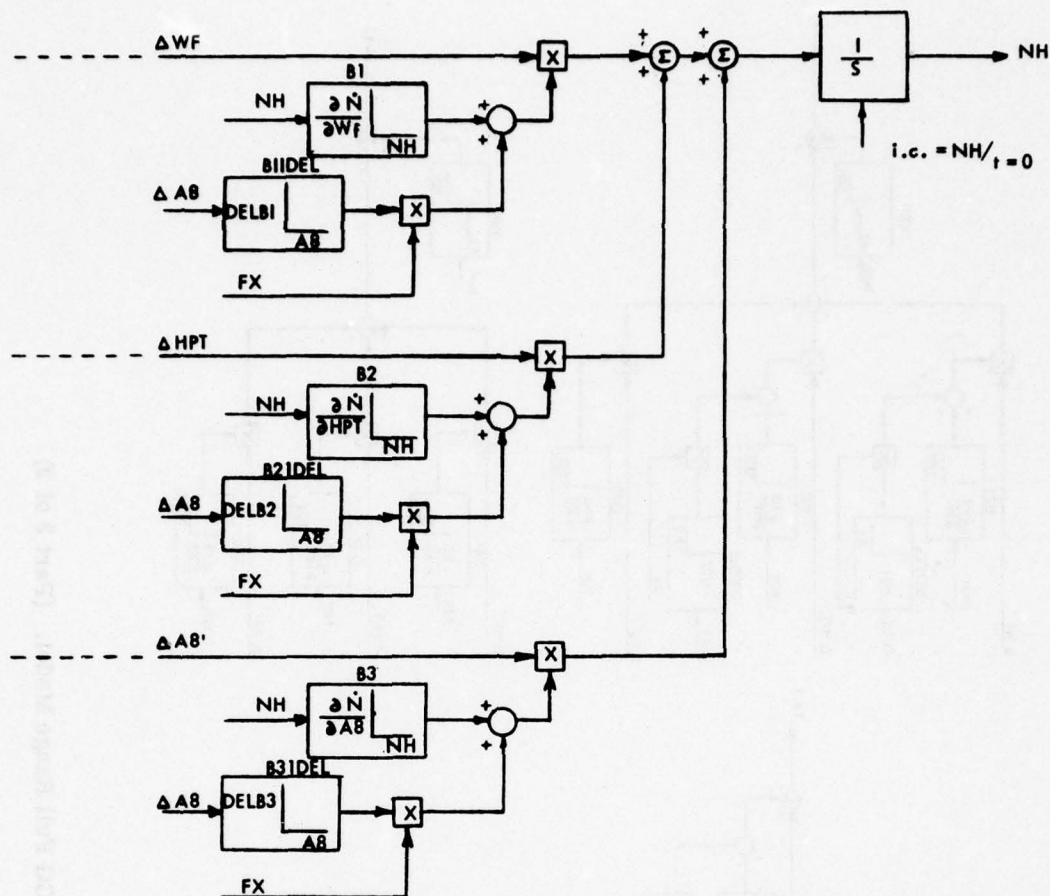 ΔWF
X
+
+
Σ
+
+
Σ
1
S
NH
i.c. = NH/t=0
B1
NH
∂Ṅ
∂Wf
NH
+
+
B11DEL
ΔA8
DELB1
A8
X
FX
ΔHPT
X
B2
NH
∂Ṅ
∂HPT
NH
+
+
B21DEL
ΔA8
DELB2
A8
X
FX
ΔA8'
X
B3
NH
∂Ṅ
∂A8
NH
+
+
B31DEL
ΔA8
DELB3
A8
X
FX